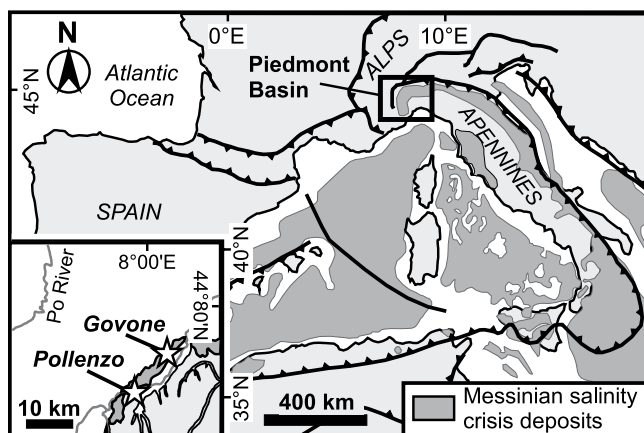 0°E
10°E
N
45°N
Atlantic
Ocean
Piedmont
Basin
ALPS
APENNINES
SPAIN
40°N
8°00'E
44°80N
Po River
Govone
Pollenzo
10 km
35°N
400 km
Messinian salinity
crisis deposits